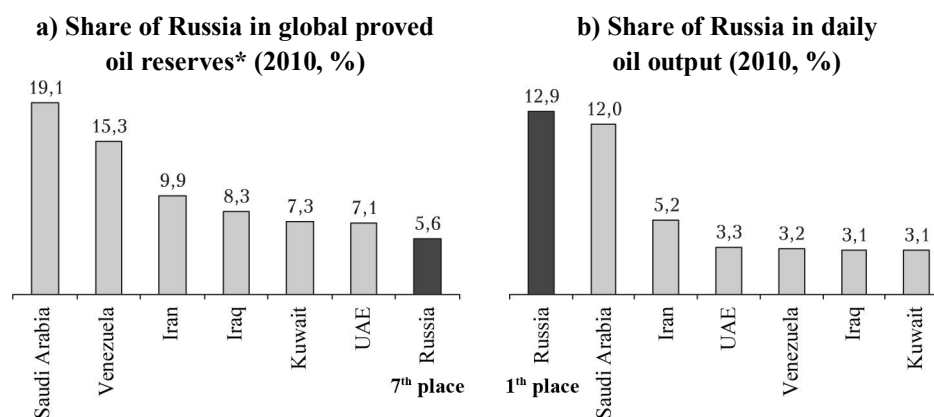 a) Share of Russia in global proved
oil reserves* (2010, %)
19,1
15,3
9,9
8,3
7,3
7,1
5,6
Saudi Arabia
Venezuela
Iran
Iraq
Kuwait
UAE
Russia
7th place
b) Share of Russia in daily
oil output (2010, %)
12,9
12,0
5,2
3,3
3,2
3,1
3,1
Russia
Saudi Arabia
Iran
UAE
Venezuela
Iraq
Kuwait
1th place